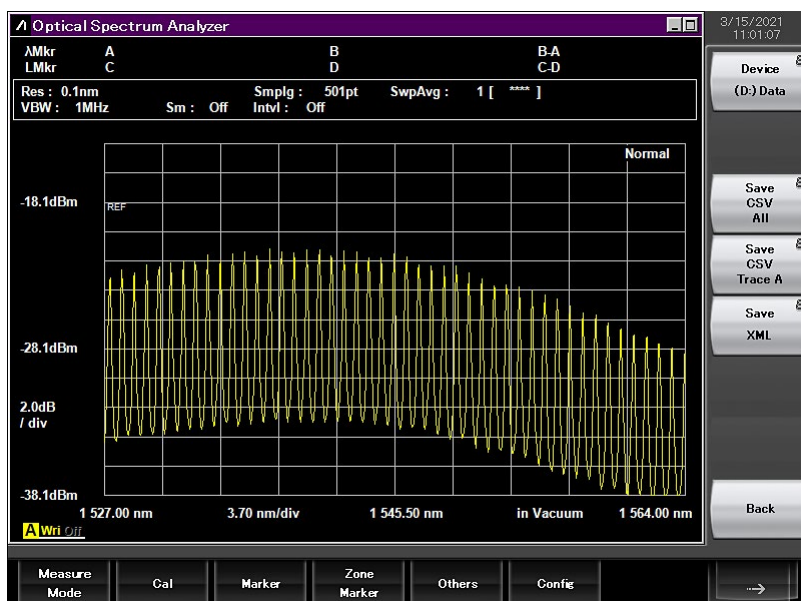 Optical Spectrum Analyzer
3/15/2021
11:01:07
λMkr A B B-A
LMkr C D C-D
Res : 0.1nm Smplg : 501pt SwpAvg : 1 [ **** ]
VBW : 1MHz Sm : Off Intvl : Off
Normal
-18.1dBm
REF
-28.1dBm
2.0dB
/ div
-38.1dBm
1 527.00 nm 3.70 nm/div 1 545.50 nm in Vacuum 1 564.00 nm
A Wri Off
Device
(D:) Data
Save
CSV
All
Save
CSV
Trace A
Save
XML
Back
Measure
Mode
Cal
Marker
Zone
Marker
Others
Config